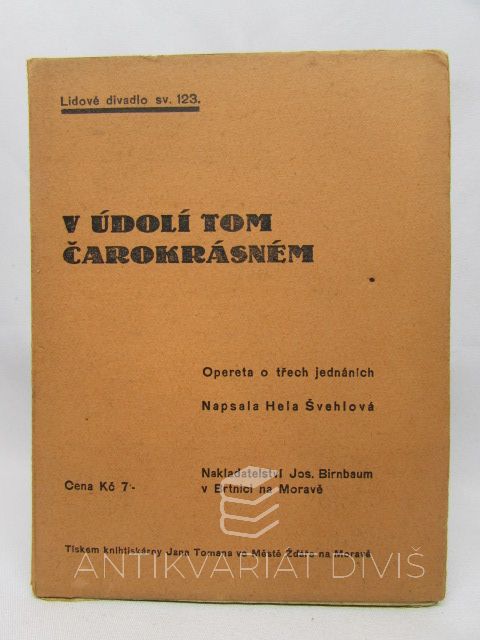 Lidové divadlo sv. 123.
V ÚDOLÍ TOM
ČAROKRÁSNÉM
Opereta o třech jednáních
Napsala Hela Švehlová
Nakladatelství Jos. Birnbaum
v Brtnici na Moravě
Cena Kč 7·-
Tiskem knihtiskárny Jana Tomana ve Městě Žďáře na Moravě
ANTIKVARIÁT DIVIŠ